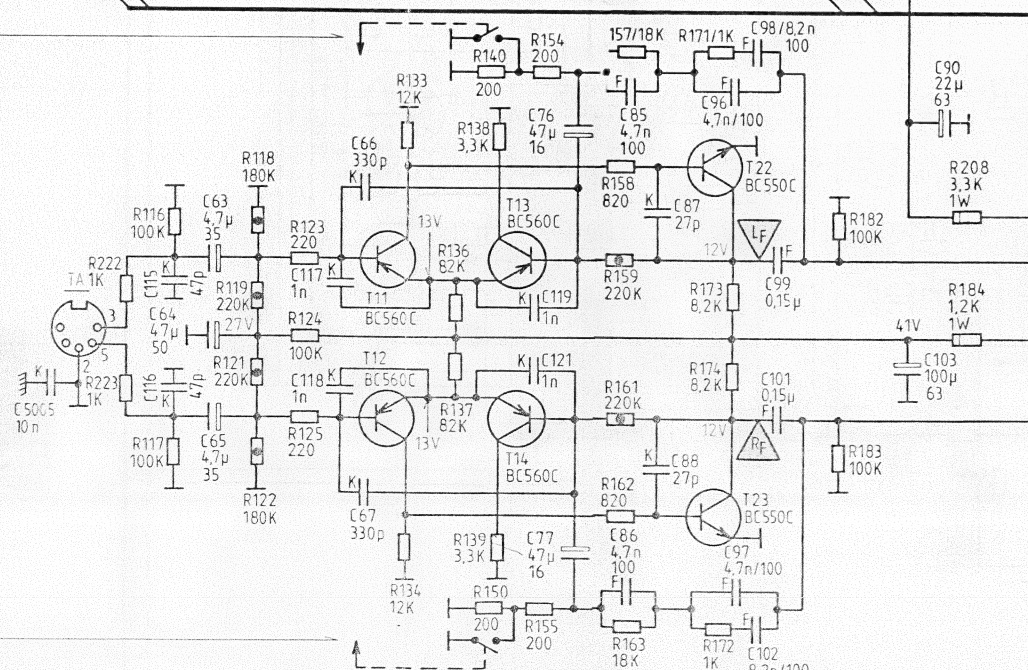 157/18K
R171/1K
F
C98/8,2n
100
R154
200
R140
200
F
C85
4,7n
100
F
C96
4,7n/100
C90
22µ
63
R133
12K
R138
3,3K
C76
47µ
16
C66
330p
K
R158
820
K
C87
27p
T22
BC550C
R208
3,3K
1W
R118
180K
R116
100K
C63
4,7µ
35
R123
220
13V
T13
BC560C
LF
R182
100K
12V
F
C99
0,15µ
R222
1K
TA
C115
47p
K
R119
220K
C117
1n
K
T11
BC560C
R136
82K
K
C119
1n
R159
220K
R173
8,2K
R184
1,2K
1W
3
5
2
C64
47µ
50
27V
R124
100K
41V
K
C5005
10n
R223
1K
C116
47p
K
R121
220K
C118
1n
K
T12
BC560C
K
C121
1n
R161
220K
R174
8,2K
C101
0,15µ
F
C103
100µ
63
R117
100K
C65
4,7µ
35
R125
220
13V
R137
82K
T14
BC560C
12V
RF
R183
100K
R122
180K
K
C67
330p
R162
820
K
C88
27p
T23
BC550C
R139
3,3K
C77
47µ
16
C86
4,7n
100
F
C97
4,7n/100
F
R134
12K
R150
200
R155
200
R163
18K
R172
1K
F
C102
8,2n/100